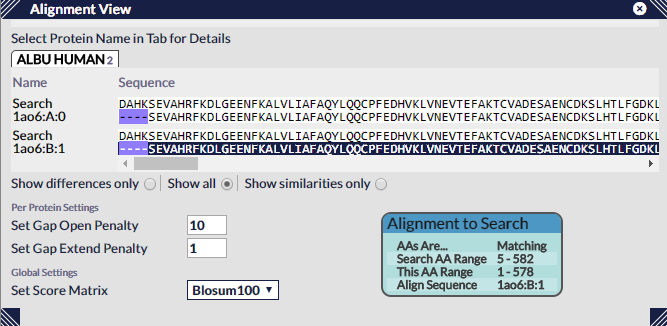 Alignment View
Select Protein Name in Tab for Details
ALBU HUMAN 2
Name Sequence
Search DAHKSEVAHRFKDLGEENFKALVLIAFAQYLQQCPFEDHVKLVNEVTEFAKTCVADESAENCDKSLHTLFGDKL
1ao6:A:0 ----SEVAHRFKDLGEENFKALVLIAFAQYLQQCPFEDHVKLVNEVTEFAKTCVADESAENCDKSLHTLFGDKL
Search DAHKSEVAHRFKDLGEENFKALVLIAFAQYLQQCPFEDHVKLVNEVTEFAKTCVADESAENCDKSLHTLFGDKL
1ao6:B:1 ----SEVAHRFKDLGEENFKALVLIAFAQYLQQCPFEDHVKLVNEVTEFAKTCVADESAENCDKSLHTLFGDKL
Show differences only Show all Show similarities only
Per Protein Settings
Set Gap Open Penalty 10
Set Gap Extend Penalty 1
Global Settings
Set Score Matrix Blosum100
Alignment to Search
AAs Are... Matching
Search AA Range 5 - 582
This AA Range 1 - 578
Align Sequence 1ao6:B:1